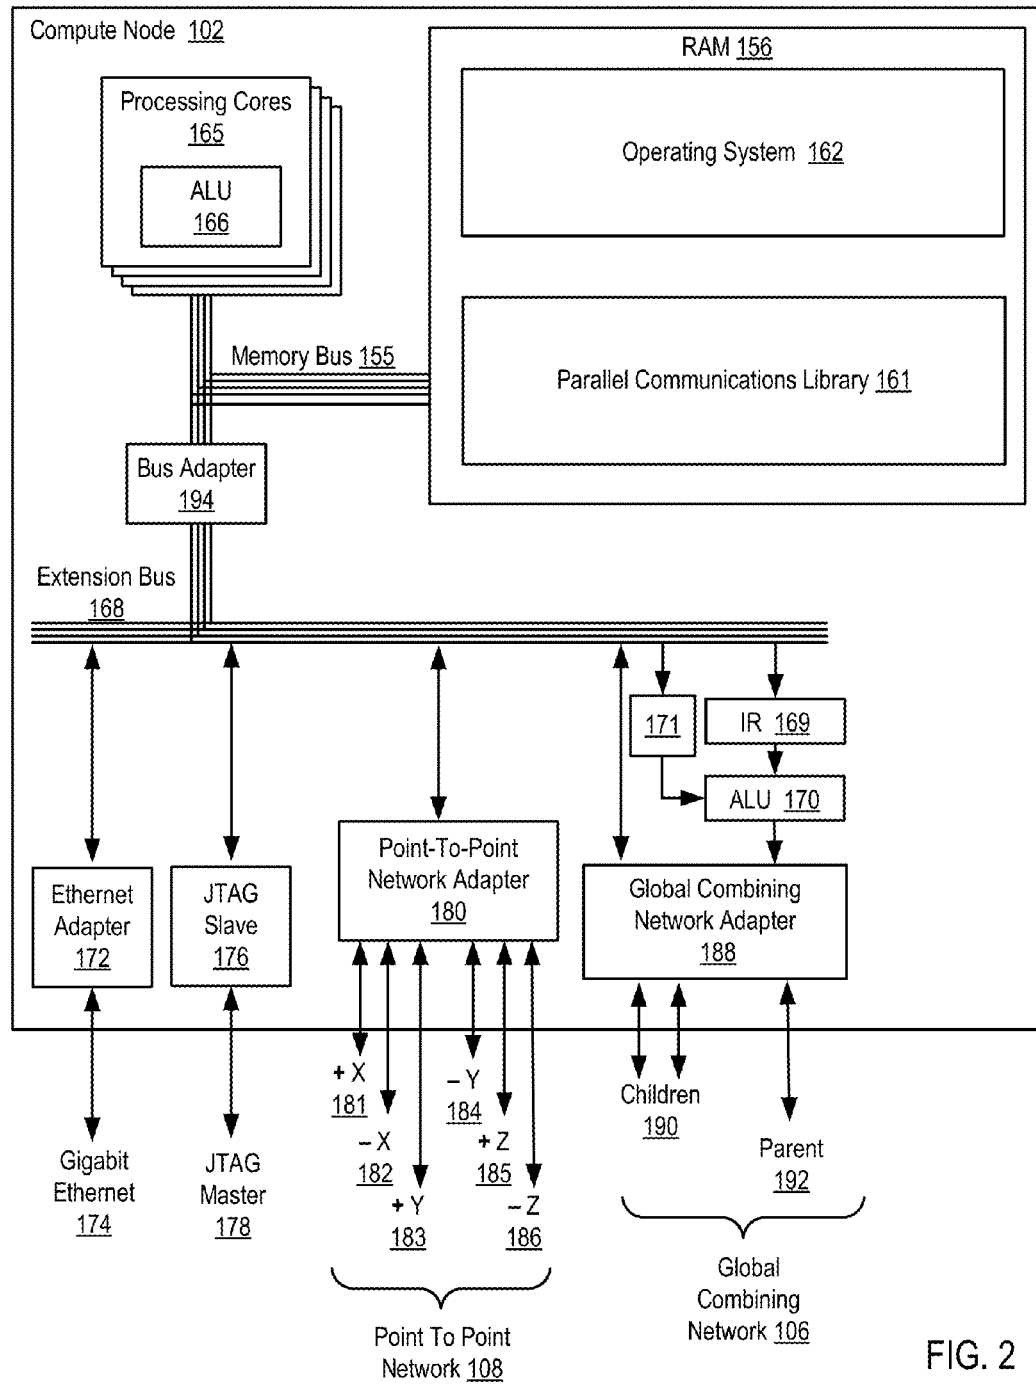 Compute Node 102
RAM 156
Processing Cores
165
ALU
166
Operating System 162
Memory Bus 155
Parallel Communications Library 161
Bus Adapter
194
Extension Bus
168
171
IR 169
ALU 170
Point-To-Point
Network Adapter
180
Ethernet
Adapter
172
JTAG
Slave
176
Global Combining
Network Adapter
188
+ X
181
– X
182
+ Y
183
– Y
184
+ Z
185
– Z
186
Children
190
Parent
192
Gigabit
Ethernet
174
JTAG
Master
178
Point To Point
Network 108
Global
Combining
Network 106
FIG. 2